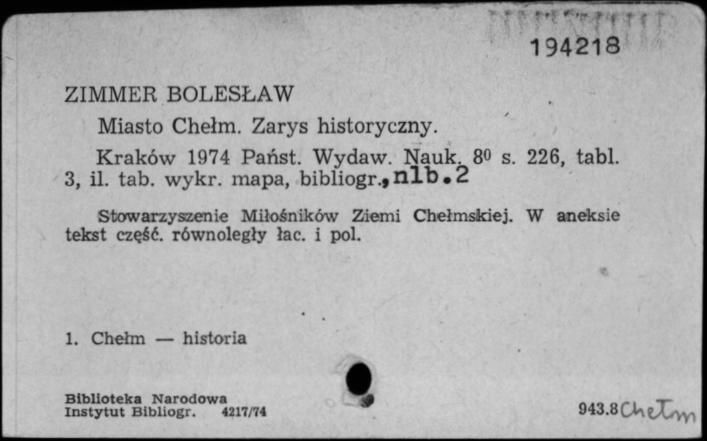 194218
ZIMMER BOLESŁAW
Miasto Chełm. Zarys historyczny.
Kraków 1974 Państ. Wydaw. Nauk. 8⁰ s. 226, tabl.
3, il. tab. wykr. mapa, bibliogr., nlb.2
Stowarzyszenie Miłośników Ziemi Chełmskiej. W aneksie
tekst część. równoległy łac. i pol.
1. Chełm — historia
Biblioteka Narodowa
Instytut Bibliogr. 4217/74
943.8 Chełm